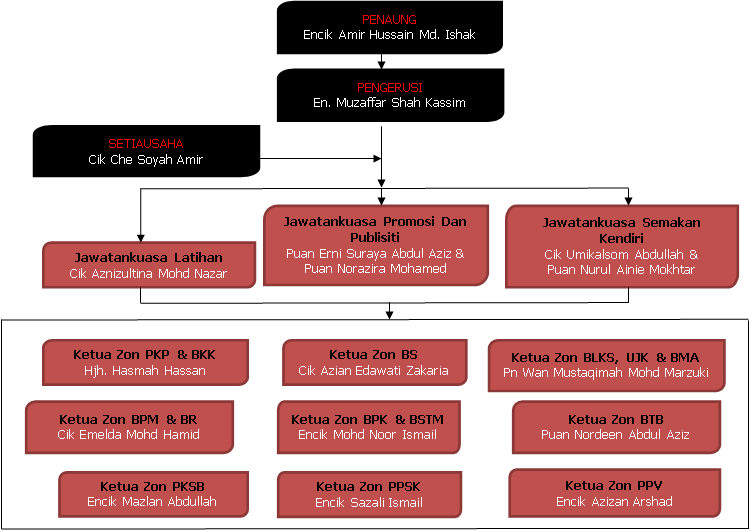 PENAUNG
Encik Amir Hussain Md. Ishak
PENGERUSI
En. Muzaffar Shah Kassim
SETIAUSAHA
Cik Che Soyah Amir
Jawatankuasa Latihan
Cik Aznizultina Mohd Nazar
Jawatankuasa Promosi Dan
Publisiti
Puan Erni Suraya Abdul Aziz &
Puan Norazira Mohamed
Jawatankuasa Semakan
Kendiri
Cik Umikalsom Abdullah &
Puan Nurul Ainie Mokhtar
Ketua Zon PKP & BKK
Hjh. Hasmah Hassan
Ketua Zon BS
Cik Azian Edawati Zakaria
Ketua Zon BLKS, UJK & BMA
Pn Wan Mustaqimah Mohd Marzuki
Ketua Zon BPM & BR
Cik Emelda Mohd Hamid
Ketua Zon BPK & BSTM
Encik Mohd Noor Ismail
Ketua Zon BTB
Puan Nordeen Abdul Aziz
Ketua Zon PKSB
Encik Mazlan Abdullah
Ketua Zon PPSK
Encik Sazali Ismail
Ketua Zon PPV
Encik Azizan Arshad